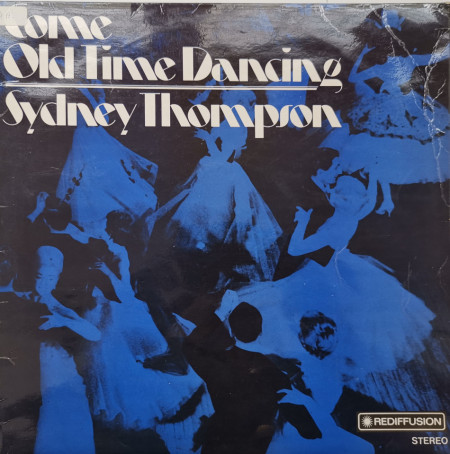 Come
Old Time Dancing
Sydney Thompson
REDIFFUSION
STEREO